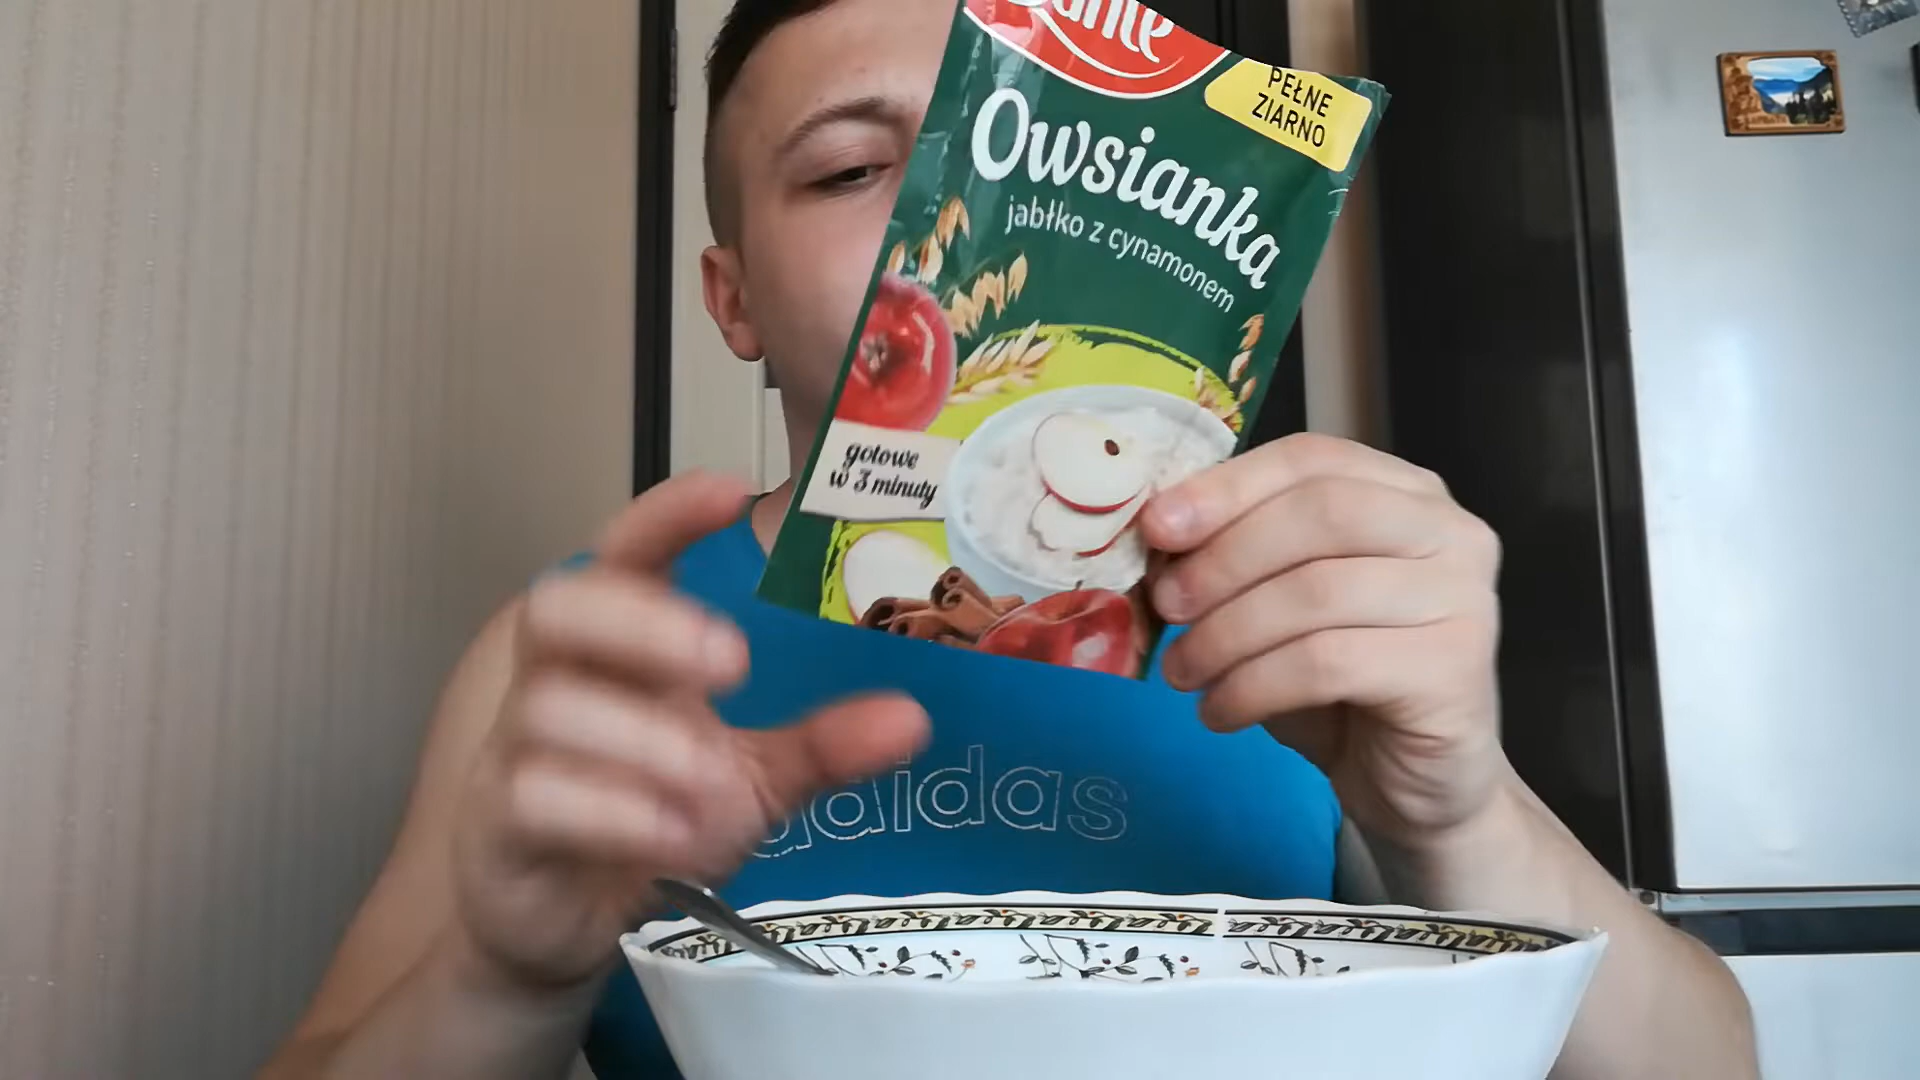 PEŁNE
ZIARNO
Owsianka
jabłko z cynamonem
gotowe
w 3 minuty
adidas